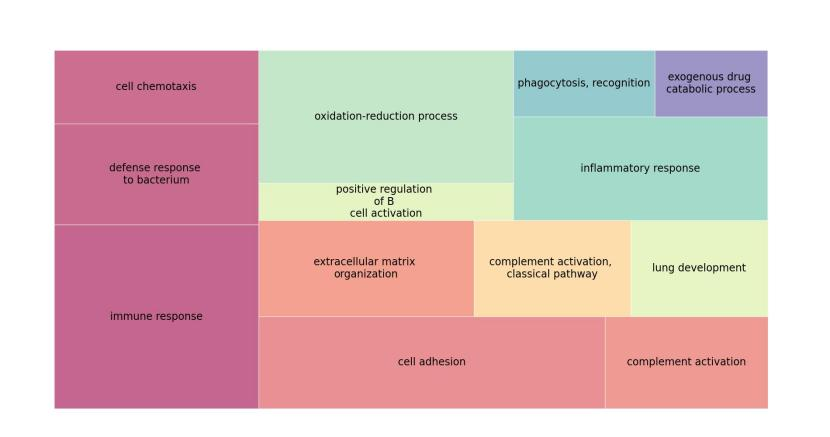 cell chemotaxis
defense response
to bacterium
immune response
oxidation-reduction process
positive regulation
of B
cell activation
phagocytosis, recognition
exogenous drug
catabolic process
inflammatory response
extracellular matrix
organization
complement activation,
classical pathway
lung development
cell adhesion
complement activation